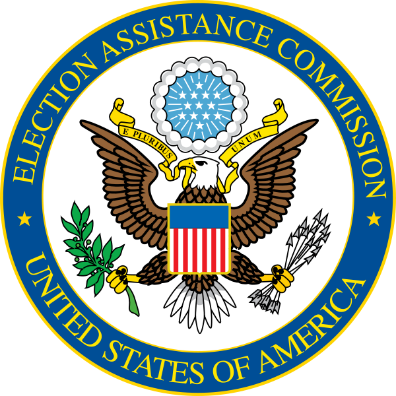 ELECTION ASSISTANCE COMMISSION
E PLURIBUS UNUM
UNITED STATES OF AMERICA